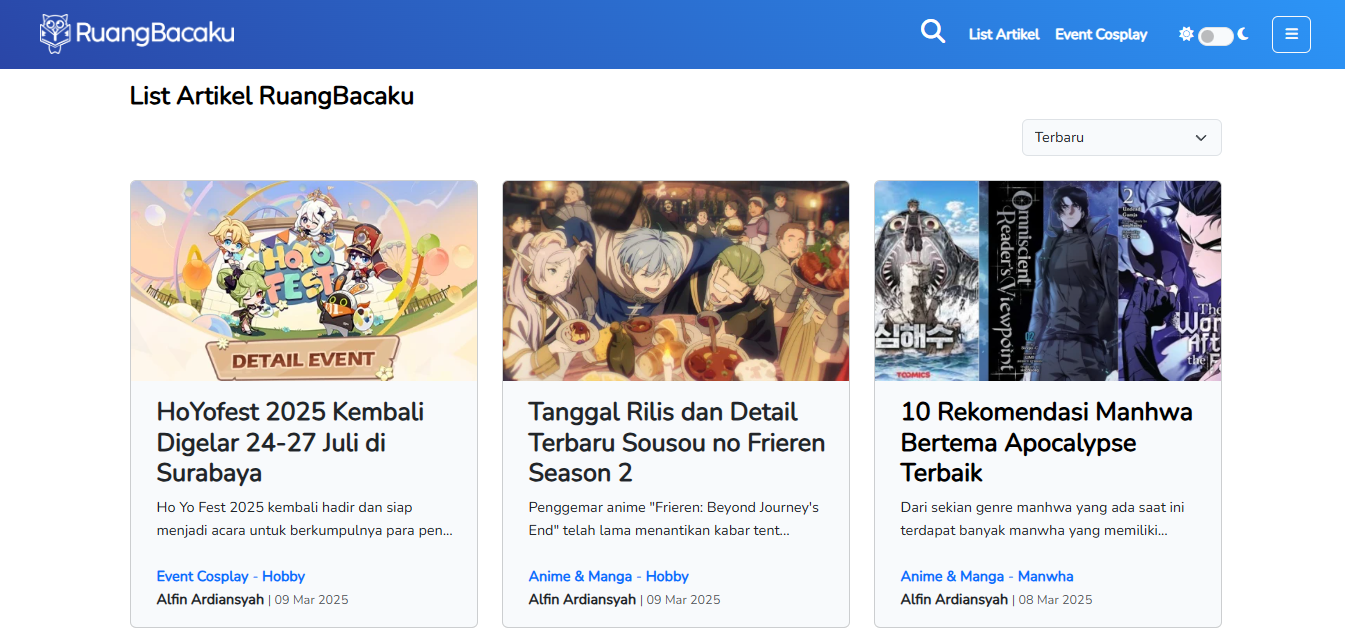 RuangBacaku
List Artikel
Event Cosplay
List Artikel RuangBacaku
Terbaru
HOYO
FEST
DETAIL EVENT
심해수
TOOMICS
Omniscient
Reader's Viewpoint
2
The
Wor
Aft
the F
HoYofest 2025 Kembali
Digelar 24-27 Juli di
Surabaya
Ho Yo Fest 2025 kembali hadir dan siap
menjadi acara untuk berkumpulnya para pen...
Event Cosplay - Hobby
Alfin Ardiansyah | 09 Mar 2025
Tanggal Rilis dan Detail
Terbaru Sousou no Frieren
Season 2
Penggemar anime "Frieren: Beyond Journey's
End" telah lama menantikan kabar tent...
Anime & Manga - Hobby
Alfin Ardiansyah | 09 Mar 2025
10 Rekomendasi Manhwa
Bertema Apocalypse
Terbaik
Dari sekian genre manhwa yang ada saat ini
terdapat banyak manwha yang memiliki...
Anime & Manga - Manwha
Alfin Ardiansyah | 08 Mar 2025